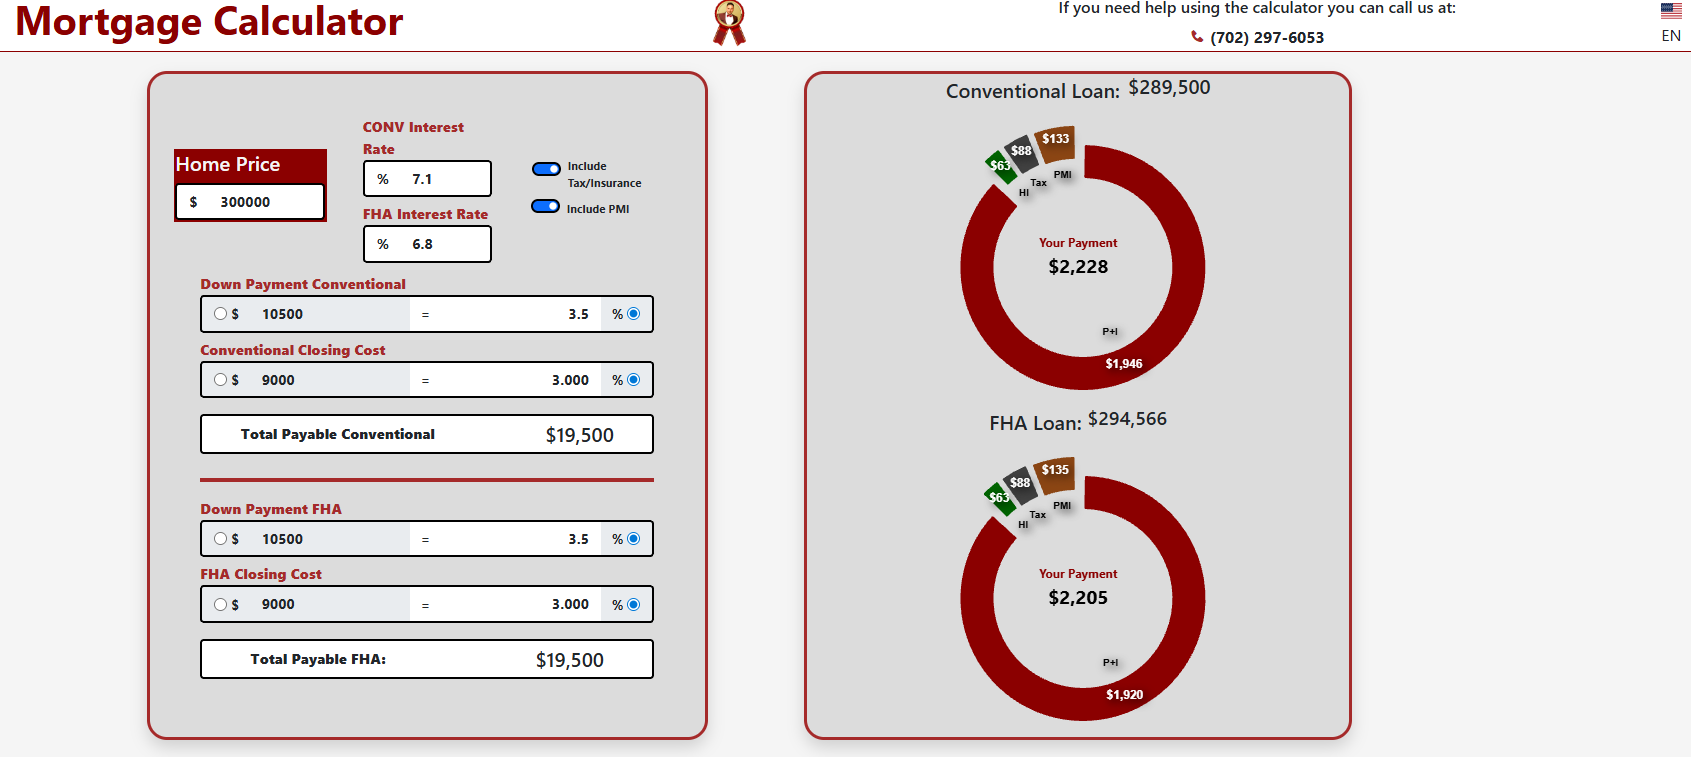 Mortgage Calculator
If you need help using the calculator you can call us at:
(702) 297-6053
EN
Home Price
$ 300000
CONV Interest
Rate
% 7.1
FHA Interest Rate
% 6.8
Include
Tax/Insurance
Include PMI
Down Payment Conventional
$ 10500 = 3.5 %
Conventional Closing Cost
$ 9000 = 3.000 %
Total Payable Conventional $19,500
Down Payment FHA
$ 10500 = 3.5 %
FHA Closing Cost
$ 9000 = 3.000 %
Total Payable FHA: $19,500
Conventional Loan: $289,500
$63 $88 $133
HI Tax PMI
Your Payment
$2,228
P+I
$1,946
FHA Loan: $294,566
$63 $88 $135
HI Tax PMI
Your Payment
$2,205
P+I
$1,920